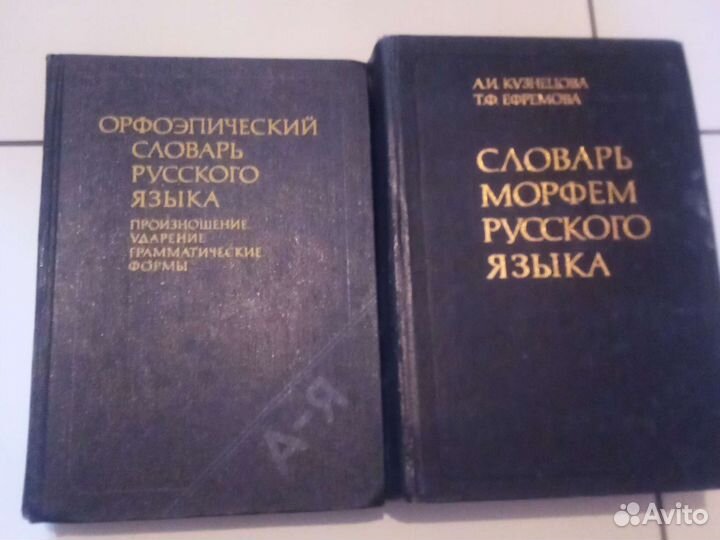 ОРФОЭПИЧЕСКИЙ
СЛОВАРЬ
РУССКОГО
ЯЗЫКА
ПРОИЗНОШЕНИЕ
УДАРЕНИЕ
ГРАММАТИЧЕСКИЕ
ФОРМЫ
А-Я
А.И. КУЗНЕЦОВА
Т.Ф. ЕФРЕМОВА
СЛОВАРЬ
МОРФЕМ
РУССКОГО
ЯЗЫКА
Avito